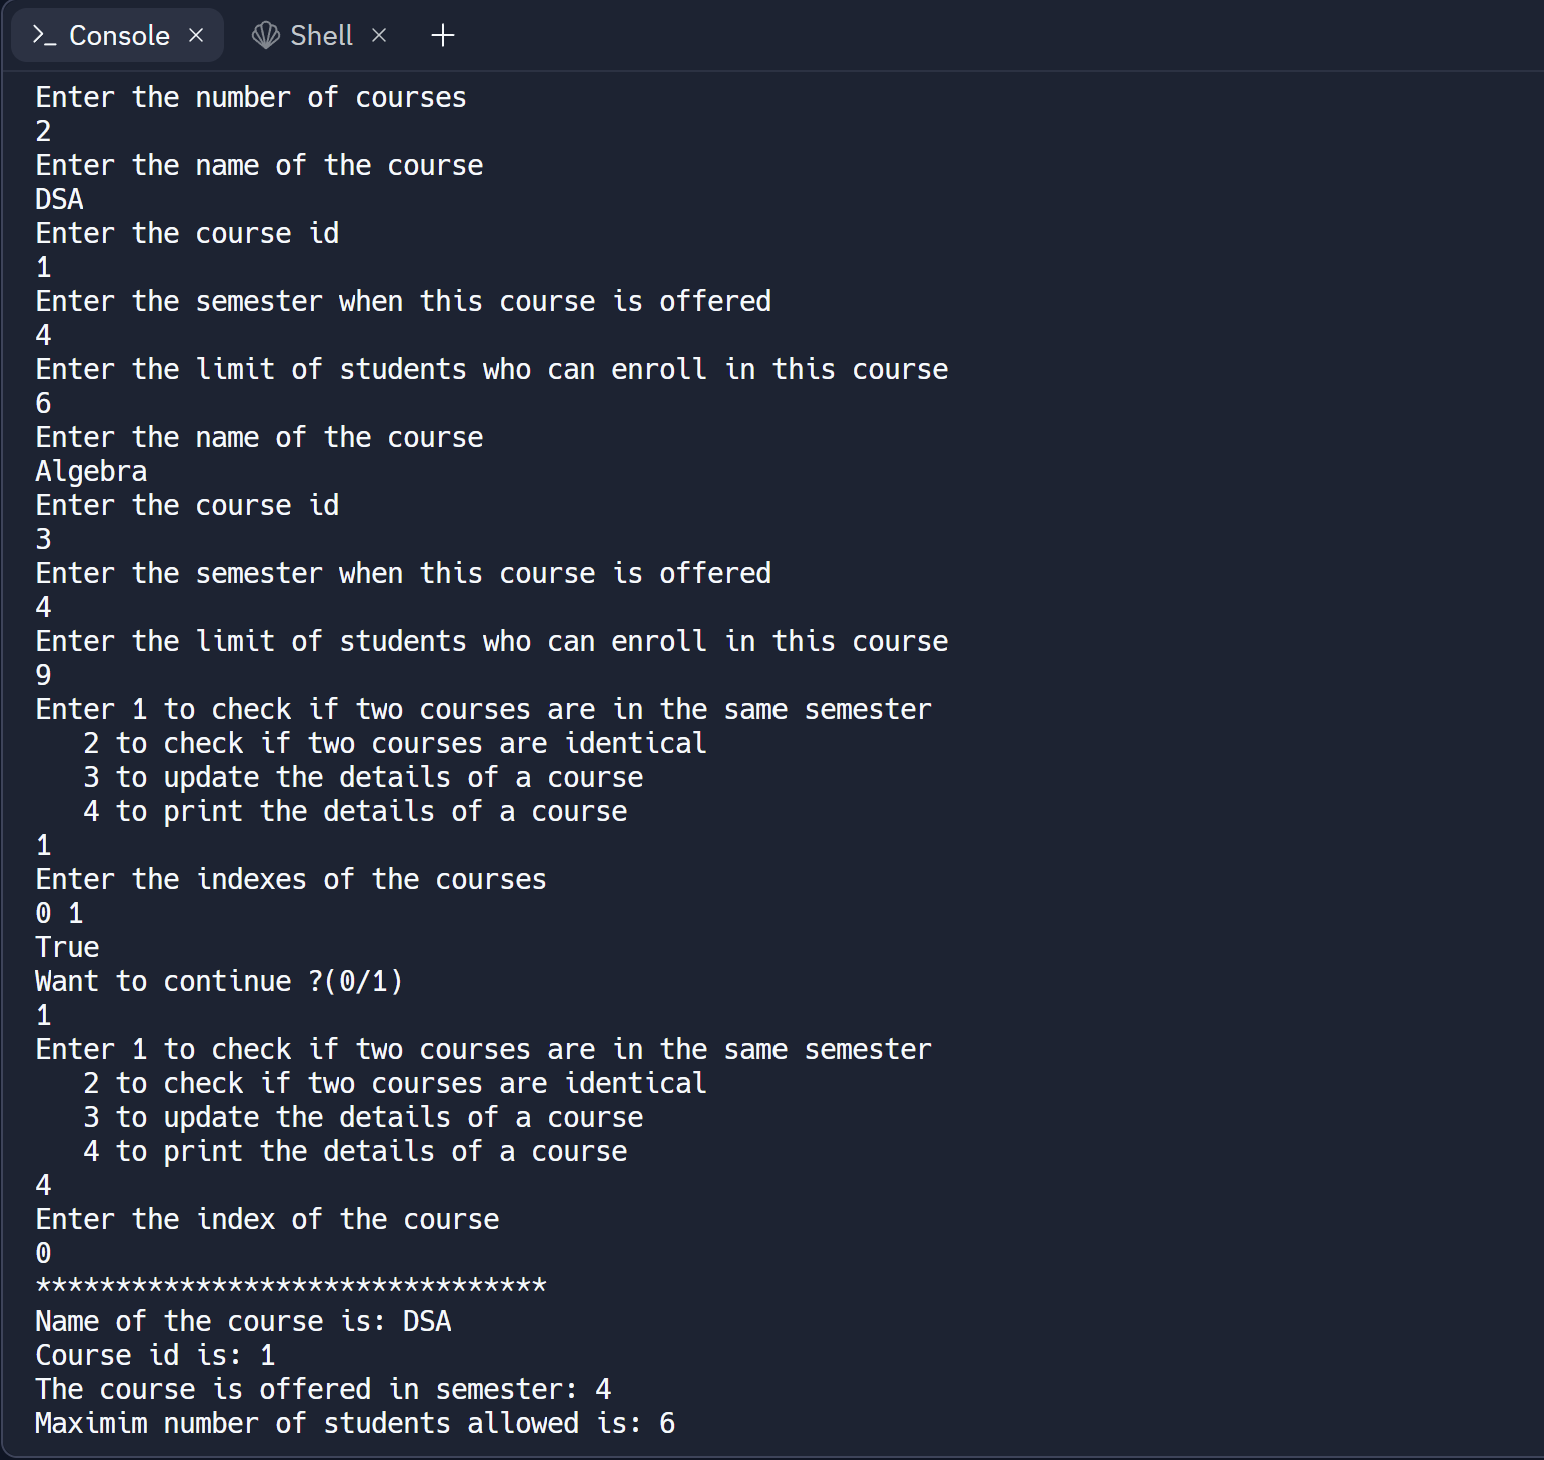 Console
Shell
Enter the number of courses
2
Enter the name of the course
DSA
Enter the course id
1
Enter the semester when this course is offered
4
Enter the limit of students who can enroll in this course
6
Enter the name of the course
Algebra
Enter the course id
3
Enter the semester when this course is offered
4
Enter the limit of students who can enroll in this course
9
Enter 1 to check if two courses are in the same semester
   2 to check if two courses are identical
   3 to update the details of a course
   4 to print the details of a course
1
Enter the indexes of the courses
0 1
True
Want to continue ?(0/1)
1
Enter 1 to check if two courses are in the same semester
   2 to check if two courses are identical
   3 to update the details of a course
   4 to print the details of a course
4
Enter the index of the course
0
********************************
Name of the course is: DSA
Course id is: 1
The course is offered in semester: 4
Maximim number of students allowed is: 6